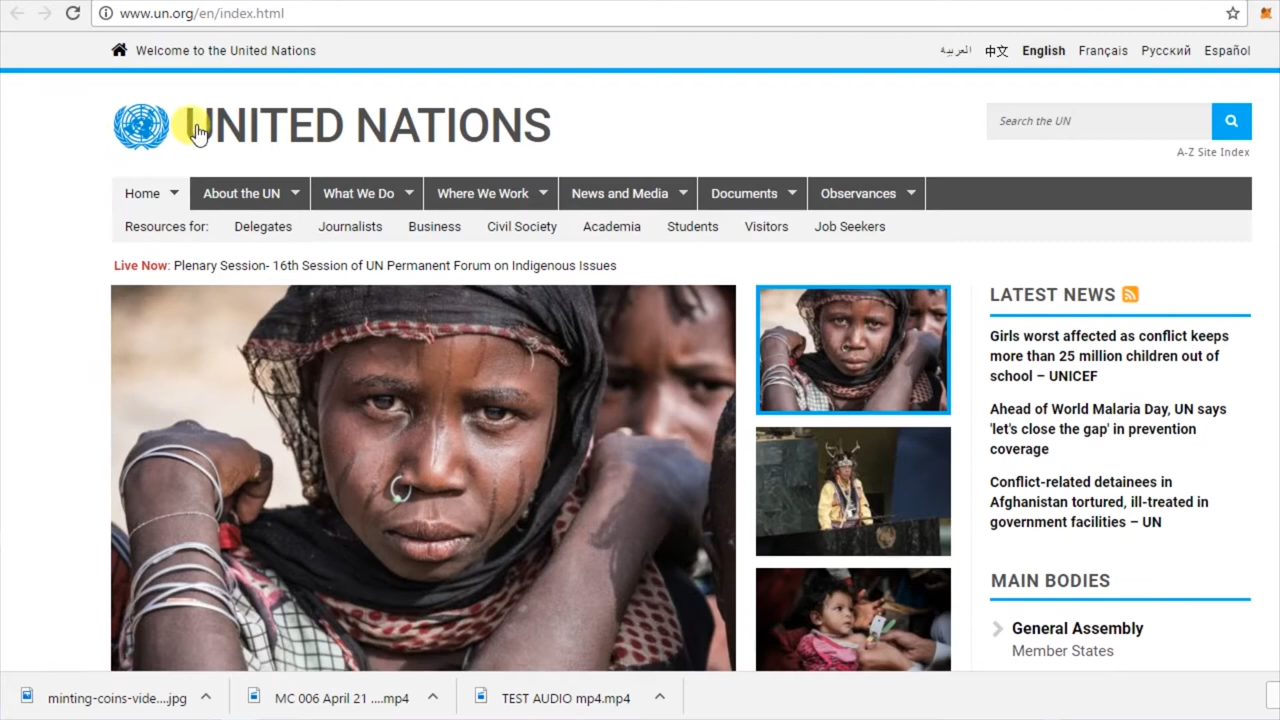 www.un.org/en/index.html
Welcome to the United Nations
العربية 中文 English Français Русский Español
UNITED NATIONS
Search the UN
A-Z Site Index
Home About the UN What We Do Where We Work News and Media Documents Observances
Resources for: Delegates Journalists Business Civil Society Academia Students Visitors Job Seekers
Live Now: Plenary Session- 16th Session of UN Permanent Forum on Indigenous Issues
LATEST NEWS
Girls worst affected as conflict keeps
more than 25 million children out of
school – UNICEF
Ahead of World Malaria Day, UN says
'let's close the gap' in prevention
coverage
Conflict-related detainees in
Afghanistan tortured, ill-treated in
government facilities – UN
MAIN BODIES
General Assembly
Member States
minting-coins-vide....jpg MC 006 April 21 ....mp4 TEST AUDIO mp4.mp4